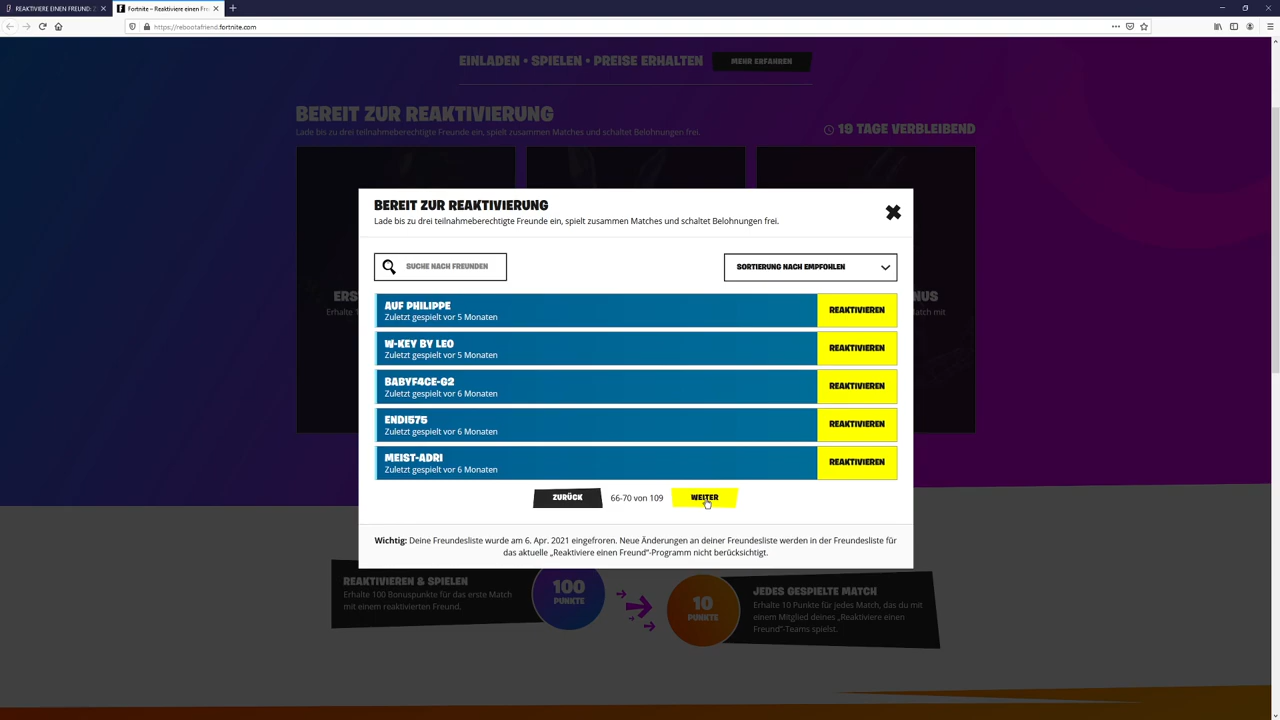 REAKTIVIERE EINEN FREUND: Z
Fortnite – Reaktiviere einen Fre
https://rebootafriend.fortnite.com
EINLADEN • SPIELEN • PREISE ERHALTEN
MEHR ERFAHREN
BEREIT ZUR REAKTIVIERUNG
Lade bis zu drei teilnahmeberechtigte Freunde ein, spielt zusammen Matches und schaltet Belohnungen frei.
19 TAGE VERBLEIBEND
BEREIT ZUR REAKTIVIERUNG
Lade bis zu drei teilnahmeberechtigte Freunde ein, spielt zusammen Matches und schaltet Belohnungen frei.
SUCHE NACH FREUNDEN
SORTIERUNG NACH EMPFOHLEN
AUF PHILIPPE
Zuletzt gespielt vor 5 Monaten
REAKTIVIEREN
W-KEY BY LEO
Zuletzt gespielt vor 5 Monaten
REAKTIVIEREN
BABYF4CE-G2
Zuletzt gespielt vor 6 Monaten
REAKTIVIEREN
ENDI575
Zuletzt gespielt vor 6 Monaten
REAKTIVIEREN
MEIST-ADRI
Zuletzt gespielt vor 6 Monaten
REAKTIVIEREN
ERS
Erhalte
NUS
atch mit
ZURÜCK
66-70 von 109
WEITER
Wichtig: Deine Freundesliste wurde am 6. Apr. 2021 eingefroren. Neue Änderungen an deiner Freundesliste werden in der Freundesliste für
das aktuelle „Reaktiviere einen Freund“-Programm nicht berücksichtigt.
REAKTIVIEREN & SPIELEN
Erhalte 100 Bonuspunkte für das erste Match
mit einem reaktivierten Freund.
100
PUNKTE
10
PUNKTE
JEDES GESPIELTE MATCH
Erhalte 10 Punkte für jedes Match, das du mit
einem Mitglied deines „Reaktiviere einen
Freund“-Teams spielst.